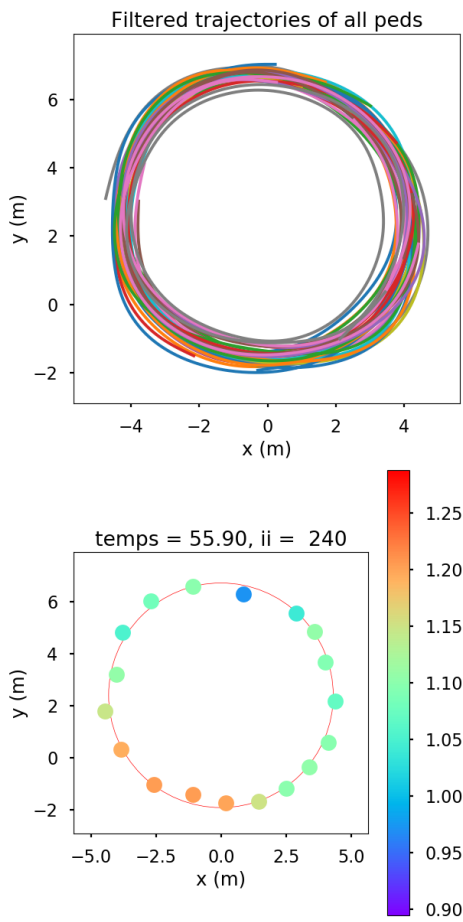 Filtered trajectories of all peds
6
4
2
0
−2
y (m)
−4 −2 0 2 4
x (m)
temps = 55.90, ii =  240
6
4
2
0
−2
y (m)
−5.0 −2.5 0.0 2.5 5.0
x (m)
1.25
1.20
1.15
1.10
1.05
1.00
0.95
0.90